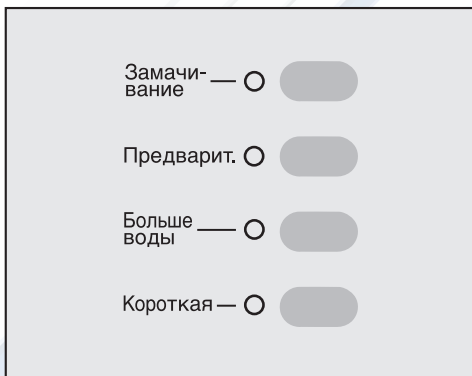 Замачи-
вание
Предварит.
Больше
воды
Короткая